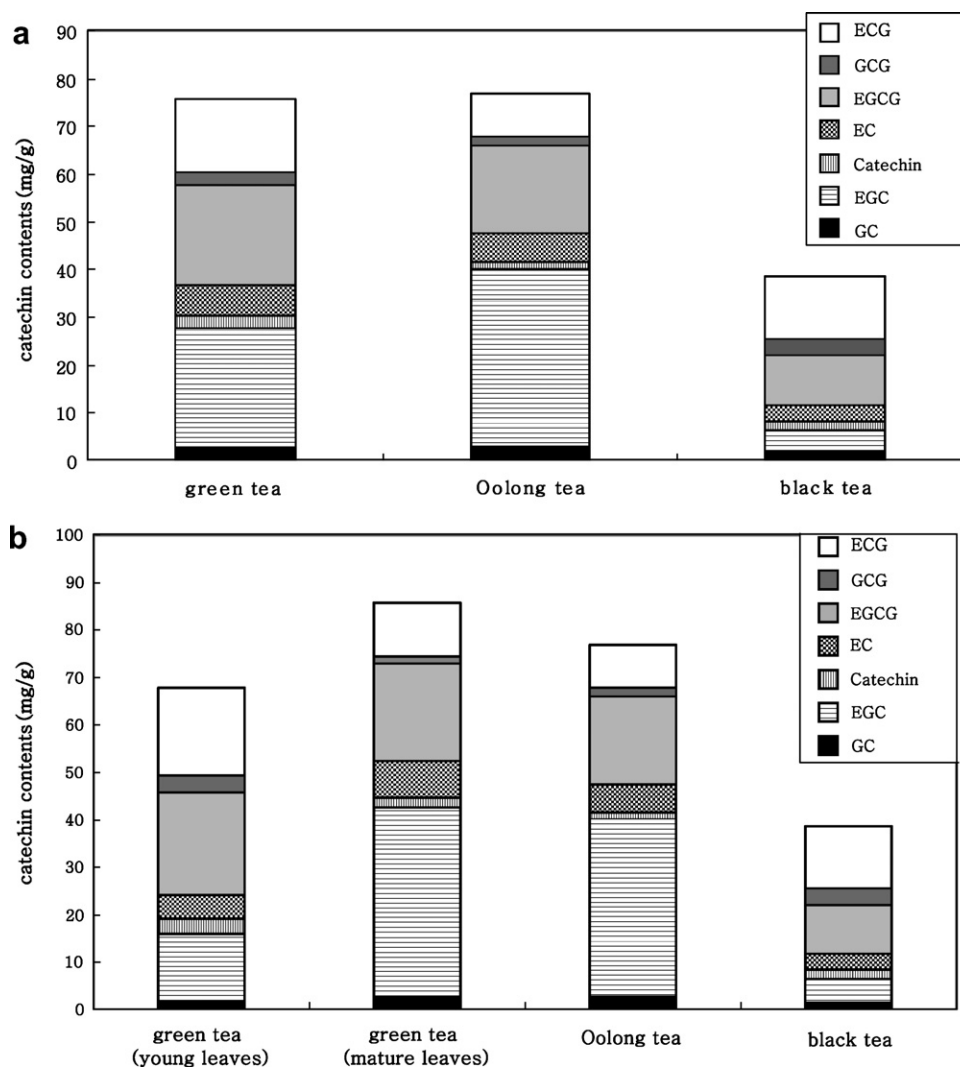 a
catechin contents (mg/g)
90
80
70
60
50
40
30
20
10
0
green tea
Oolong tea
black tea
ECG
GCG
EGCG
EC
Catechin
EGC
GC
b
catechin contents (mg/g)
100
90
80
70
60
50
40
30
20
10
0
green tea
(young leaves)
green tea
(mature leaves)
Oolong tea
black tea
ECG
GCG
EGCG
EC
Catechin
EGC
GC